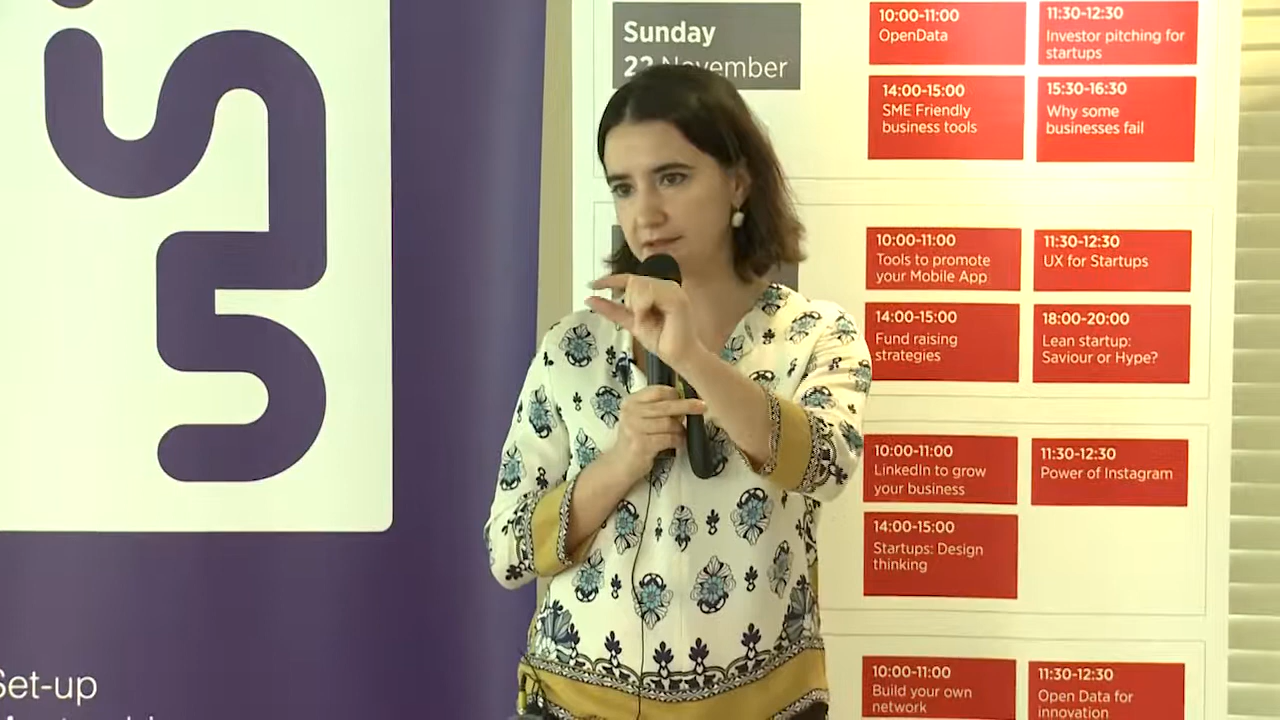 Sunday
22 November
10:00-11:00
OpenData
11:30-12:30
Investor pitching for
startups
14:00-15:00
SME Friendly
business tools
15:30-16:30
Why some
businesses fail
10:00-11:00
Tools to promote
your Mobile App
11:30-12:30
UX for Startups
14:00-15:00
Fund raising
strategies
18:00-20:00
Lean startup:
Saviour or Hype?
10:00-11:00
LinkedIn to grow
your business
11:30-12:30
Power of Instagram
14:00-15:00
Startups: Design
thinking
10:00-11:00
Build your own
network
11:30-12:30
Open Data for
innovation
Set-up